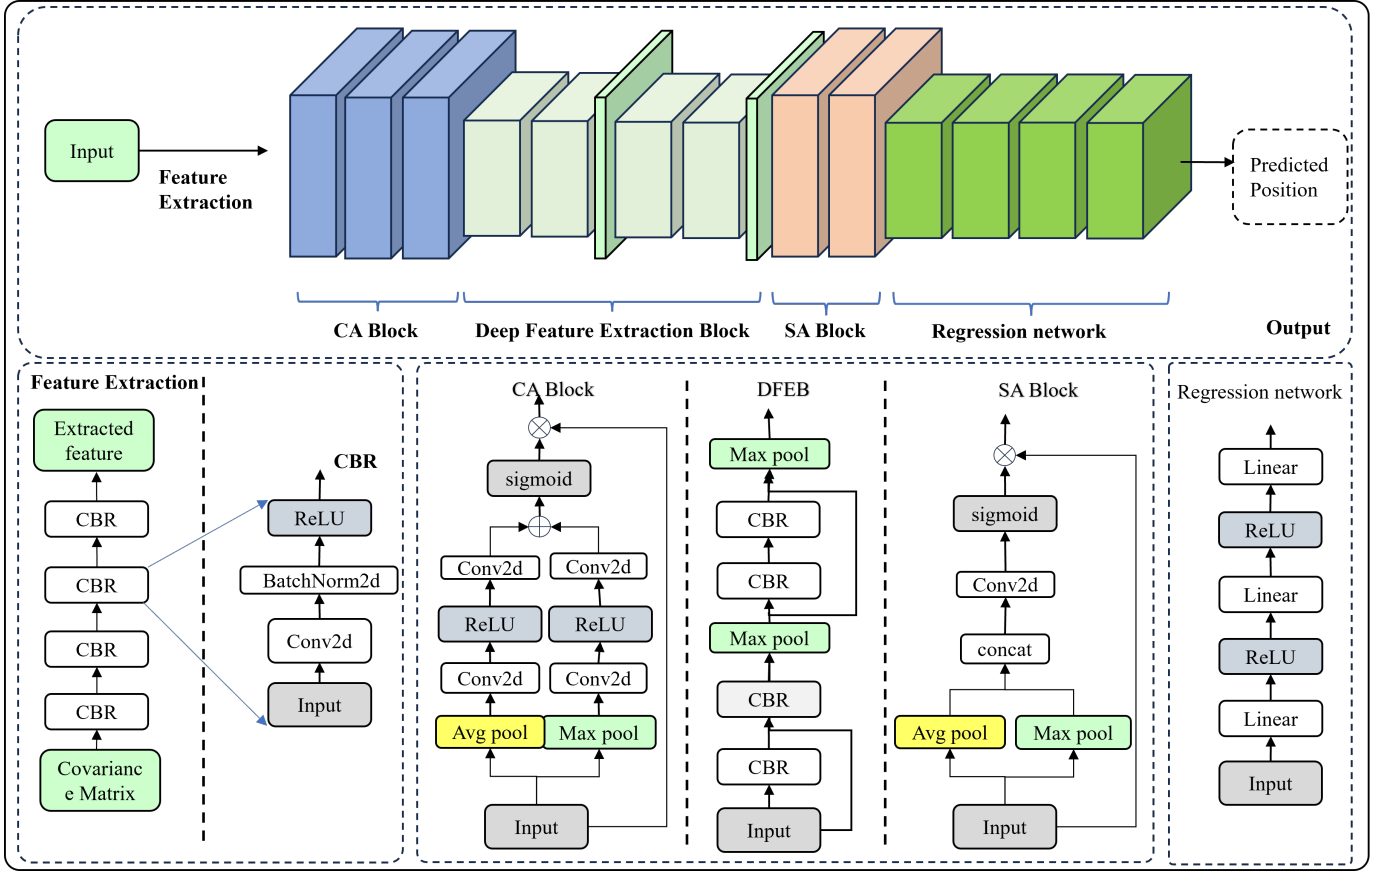 Input
Feature
Extraction
Predicted
Position
CA Block
Deep Feature Extraction Block
SA Block
Regression network
Output
Feature Extraction
Extracted
feature
CBR
CBR
CBR
CBR
Covarianc
e Matrix
CBR
ReLU
BatchNorm2d
Conv2d
Input
CA Block
sigmoid
Conv2d
Conv2d
ReLU
ReLU
Conv2d
Conv2d
Avg pool
Max pool
Input
DFEB
Max pool
CBR
CBR
Max pool
CBR
CBR
Input
SA Block
sigmoid
Conv2d
concat
Avg pool
Max pool
Input
Regression network
Linear
ReLU
Linear
ReLU
Linear
Input